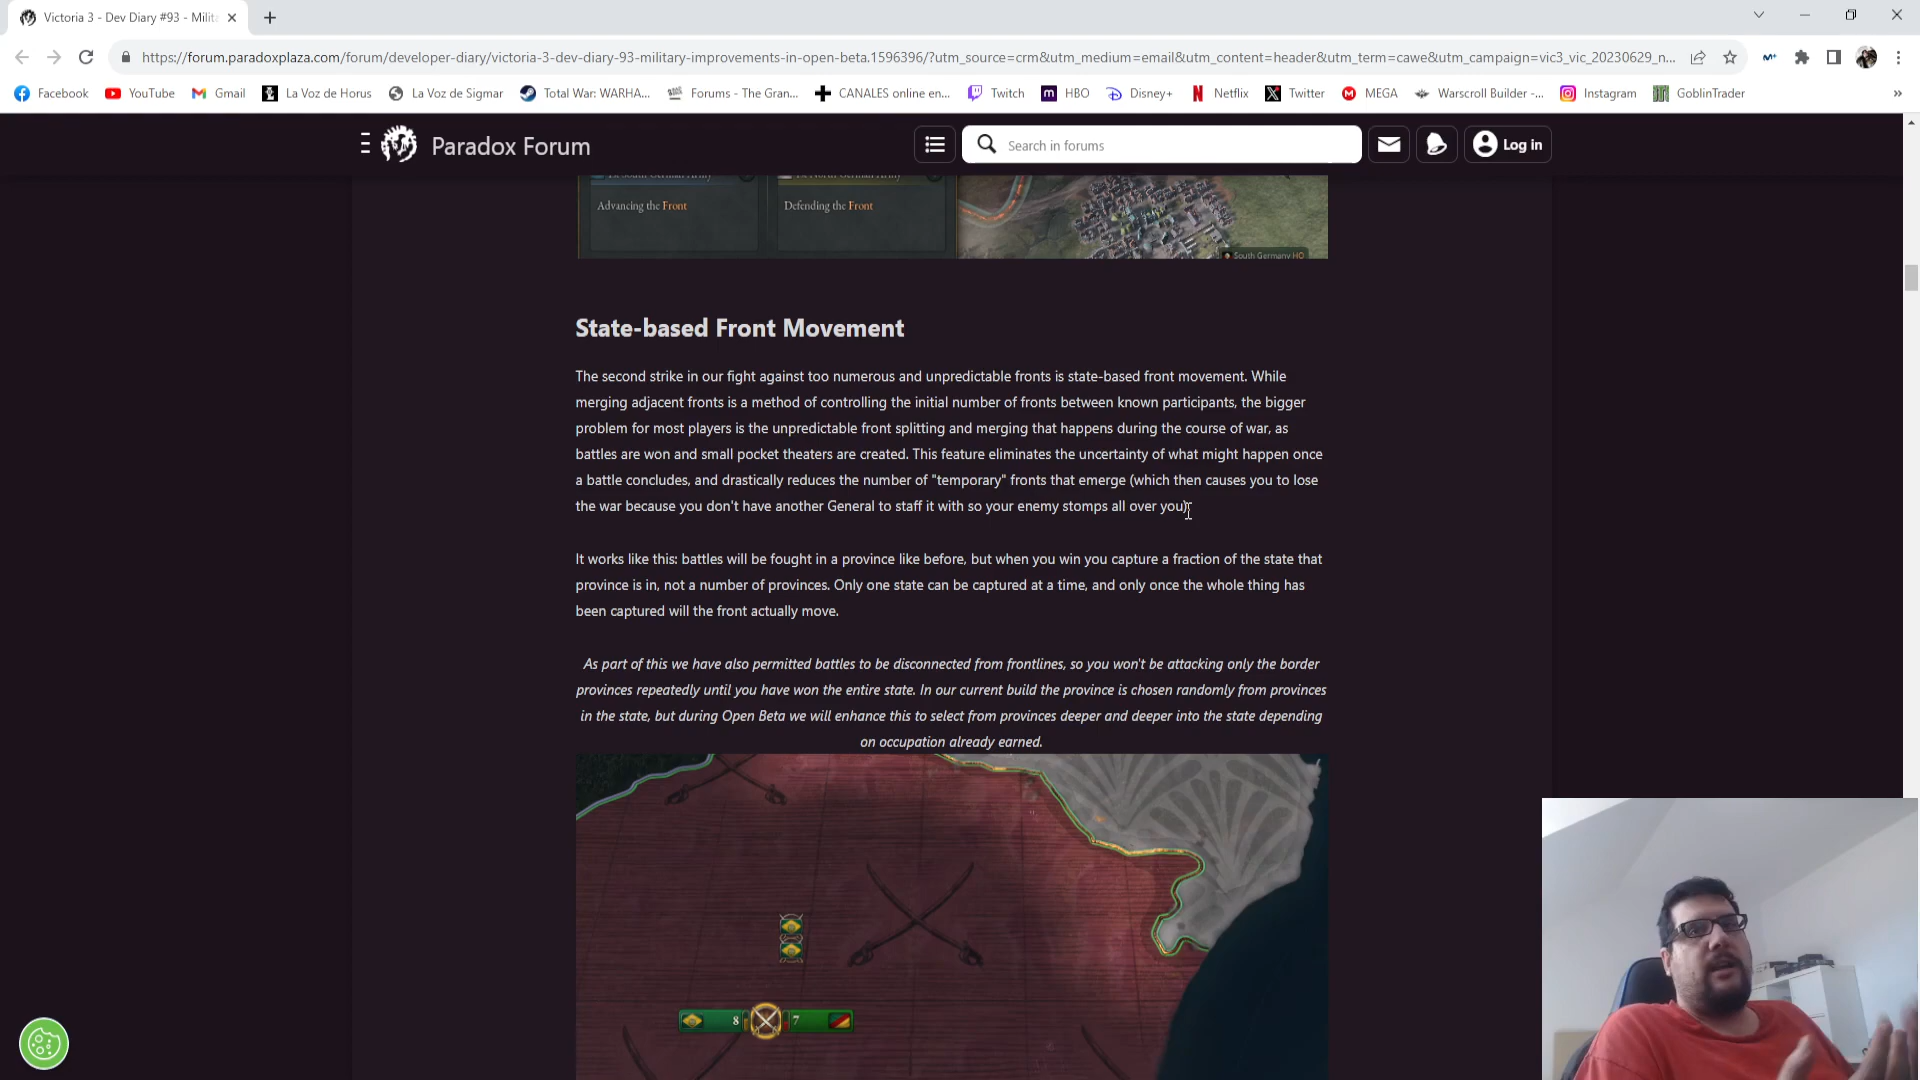 Victoria 3 - Dev Diary #93 - Milit
https://forum.paradoxplaza.com/forum/developer-diary/victoria-3-dev-diary-93-military-improvements-in-open-beta.1596396/?utm_source=crm&utm_medium=email&utm_content=header&utm_term=cawe&utm_campaign=vic3_vic_20230629_n...
Facebook YouTube Gmail La Voz de Horus La Voz de Sigmar Total War: WARHA... Forums - The Gran... CANALES online en... Twitch HBO Disney+ Netflix Twitter MEGA Warscroll Builder -... Instagram GoblinTrader »
Paradox Forum Search in forums Log in
1st South German Army 1st North German Army
Advancing the Front Defending the Front
South Germany HQ
State-based Front Movement
The second strike in our fight against too numerous and unpredictable fronts is state-based front movement. While
merging adjacent fronts is a method of controlling the initial number of fronts between known participants, the bigger
problem for most players is the unpredictable front splitting and merging that happens during the course of war, as
battles are won and small pocket theaters are created. This feature eliminates the uncertainty of what might happen once
a battle concludes, and drastically reduces the number of "temporary" fronts that emerge (which then causes you to lose
the war because you don't have another General to staff it with so your enemy stomps all over you)
It works like this: battles will be fought in a province like before, but when you win you capture a fraction of the state that
province is in, not a number of provinces. Only one state can be captured at a time, and only once the whole thing has
been captured will the front actually move.
As part of this we have also permitted battles to be disconnected from frontlines, so you won't be attacking only the border
provinces repeatedly until you have won the entire state. In our current build the province is chosen randomly from provinces
in the state, but during Open Beta we will enhance this to select from provinces deeper and deeper into the state depending
on occupation already earned.
8 7